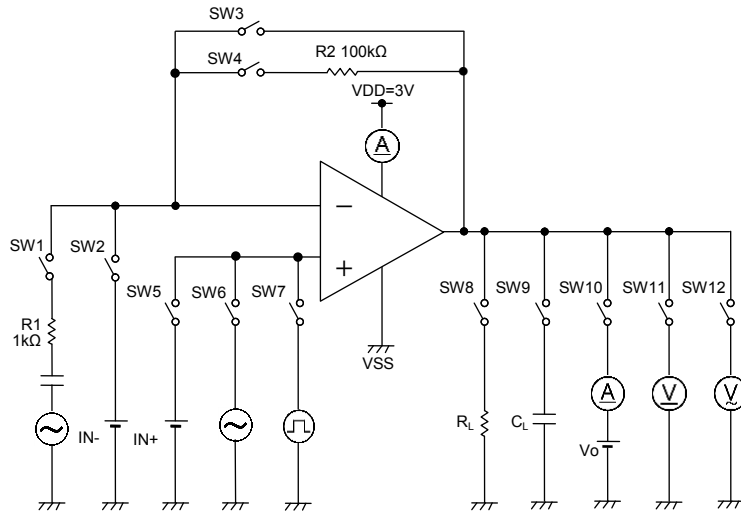 SW3
SW4
R2 100kΩ
VDD=3V
A
−
+
SW1
SW2
SW5
SW6
SW7
SW8
SW9
SW10
SW11
SW12
R1
1kΩ
VSS
IN-
IN+
RL
CL
A
V
V
Vo